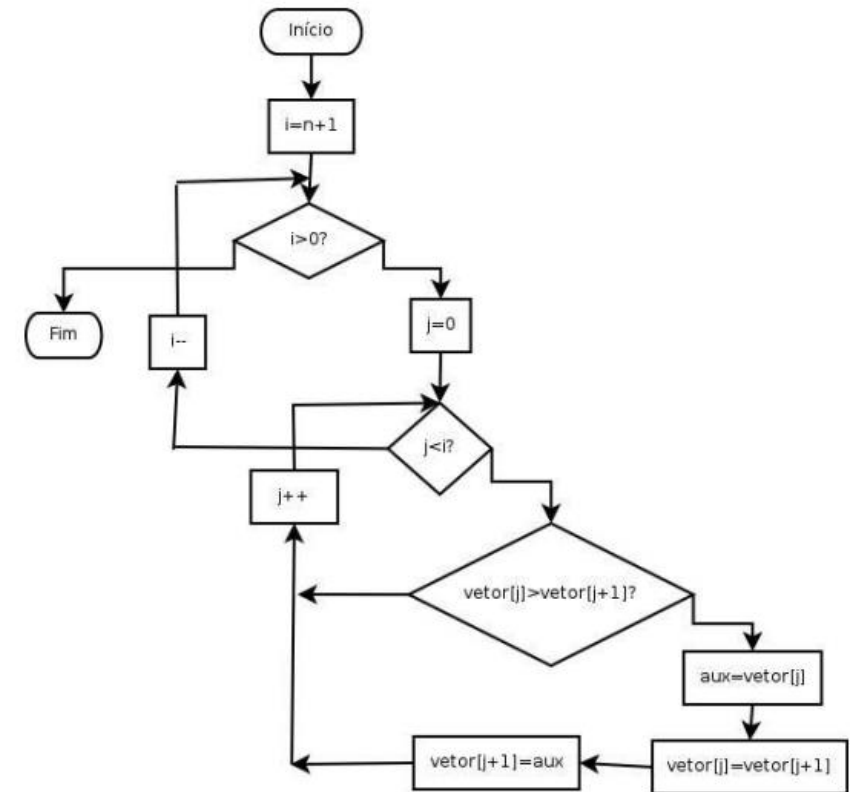 Início
i=n+1
i>0?
Fim
i--
j=0
j<i?
j++
vetor[j]>vetor[j+1]?
aux=vetor[j]
vetor[j]=vetor[j+1]
vetor[j+1]=aux